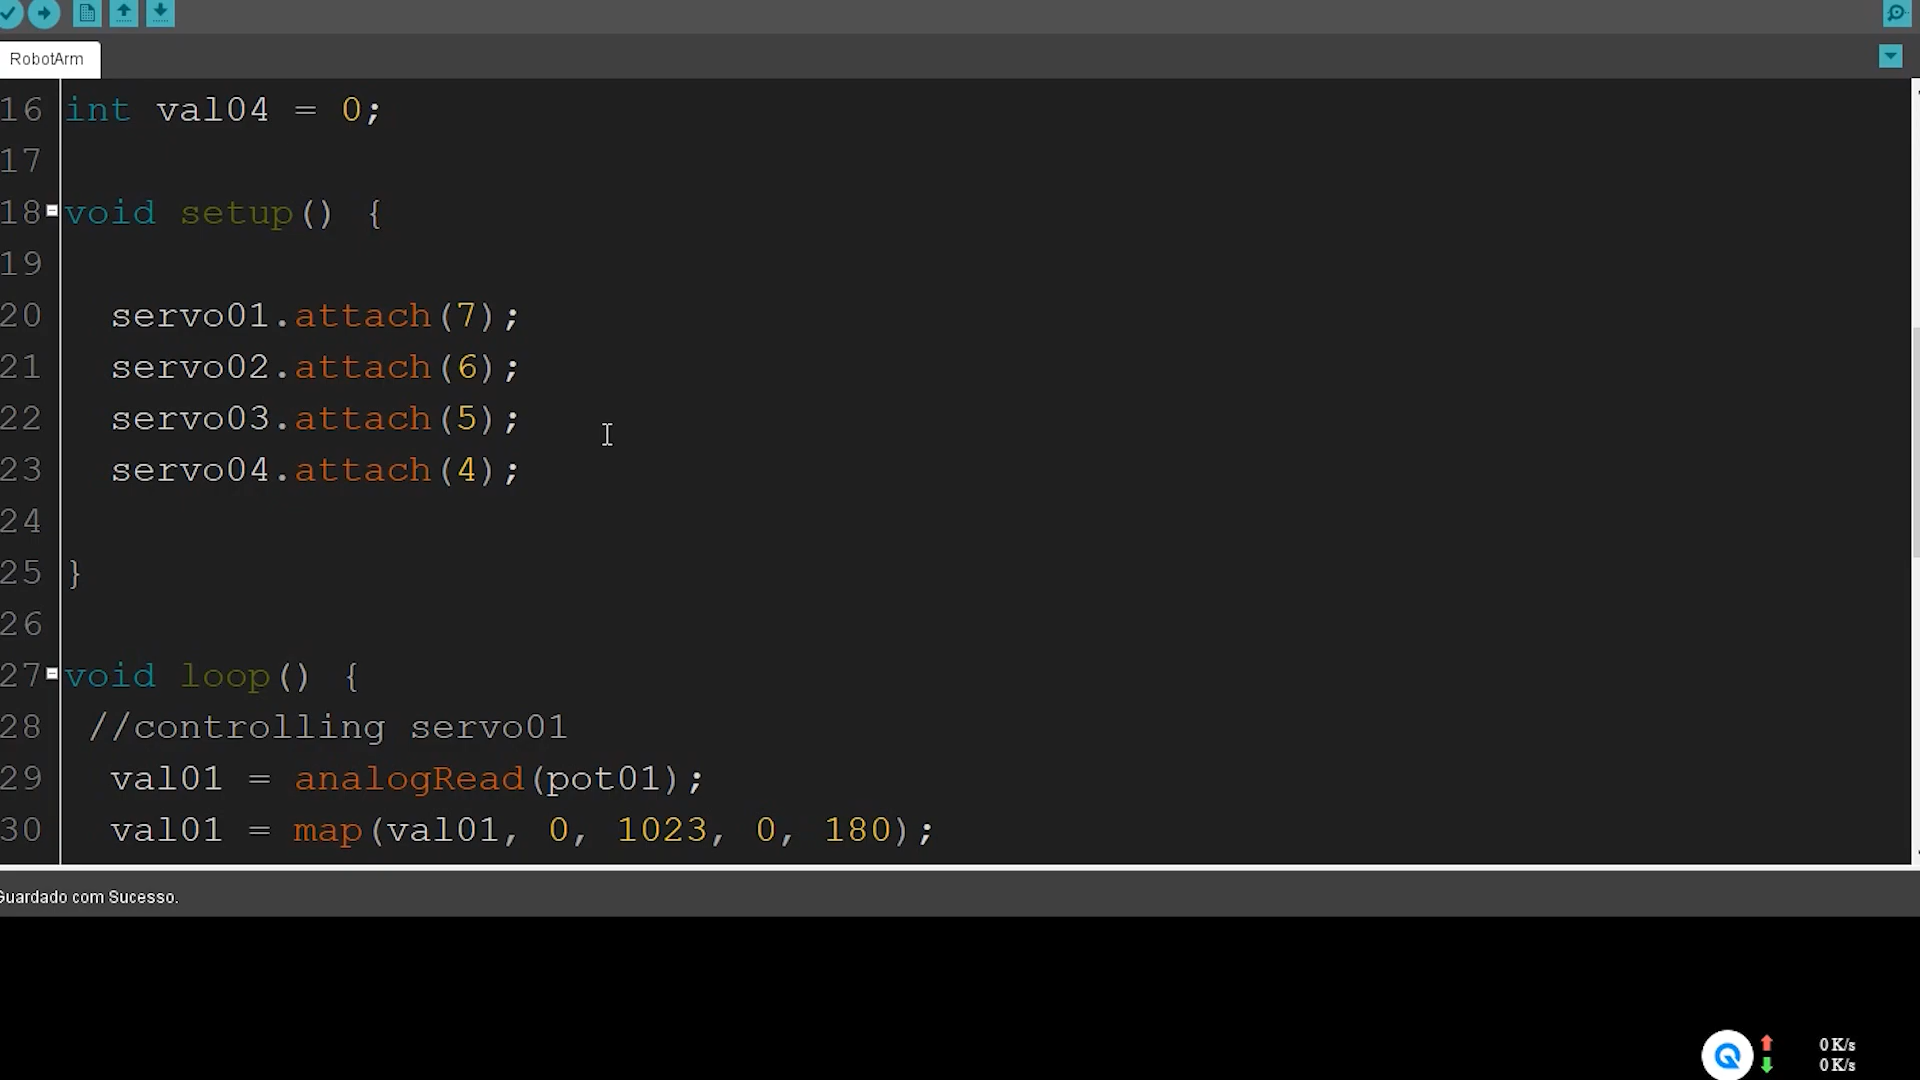 RobotArm
16 int val04 = 0;
17
18 void setup() {
19
20 servo01.attach(7);
21 servo02.attach(6);
22 servo03.attach(5);
23 servo04.attach(4);
24
25 }
26
27 void loop() {
28 //controlling servo01
29 val01 = analogRead(pot01);
30 val01 = map(val01, 0, 1023, 0, 180);
Guardado com Sucesso.
0 K/s
0 K/s